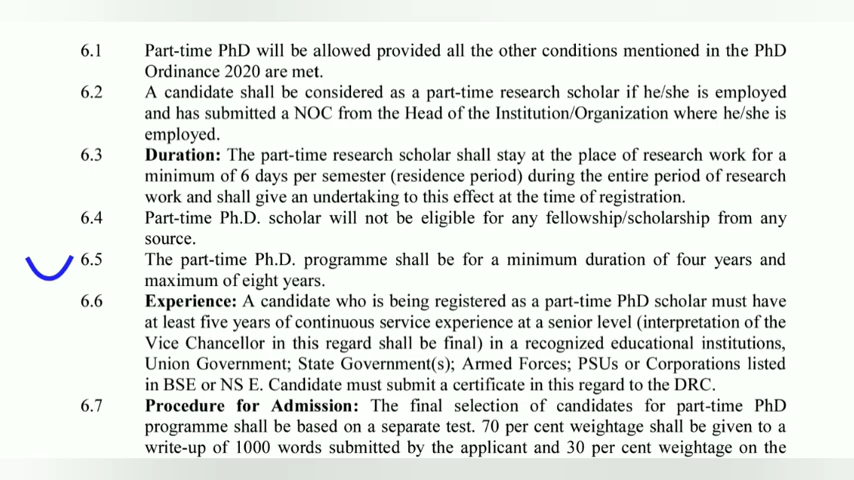 6.1 Part-time PhD will be allowed provided all the other conditions mentioned in the PhD
Ordinance 2020 are met.
6.2 A candidate shall be considered as a part-time research scholar if he/she is employed
and has submitted a NOC from the Head of the Institution/Organization where he/she is
employed.
6.3 Duration: The part-time research scholar shall stay at the place of research work for a
minimum of 6 days per semester (residence period) during the entire period of research
work and shall give an undertaking to this effect at the time of registration.
6.4 Part-time Ph.D. scholar will not be eligible for any fellowship/scholarship from any
source.
6.5 The part-time Ph.D. programme shall be for a minimum duration of four years and
maximum of eight years.
6.6 Experience: A candidate who is being registered as a part-time PhD scholar must have
at least five years of continuous service experience at a senior level (interpretation of the
Vice Chancellor in this regard shall be final) in a recognized educational institutions,
Union Government; State Government(s); Armed Forces; PSUs or Corporations listed
in BSE or NS E. Candidate must submit a certificate in this regard to the DRC.
6.7 Procedure for Admission: The final selection of candidates for part-time PhD
programme shall be based on a separate test. 70 per cent weightage shall be given to a
write-up of 1000 words submitted by the applicant and 30 per cent weightage on the